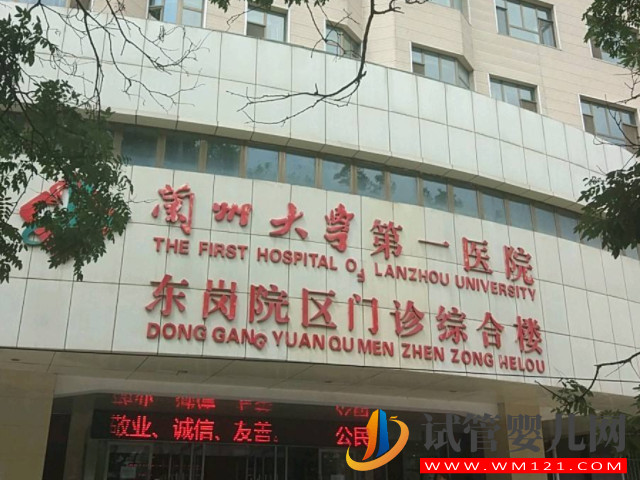 兰州大学第一医院
THE FIRST HOSPITAL OF LANZHOU UNIVERSITY
东岗院区门诊综合楼
DONG GANG YUAN QU MEN ZHEN ZONG HE LOU
敬业、诚信、友善。 公民
试管婴儿网
WWW.WM121.COM